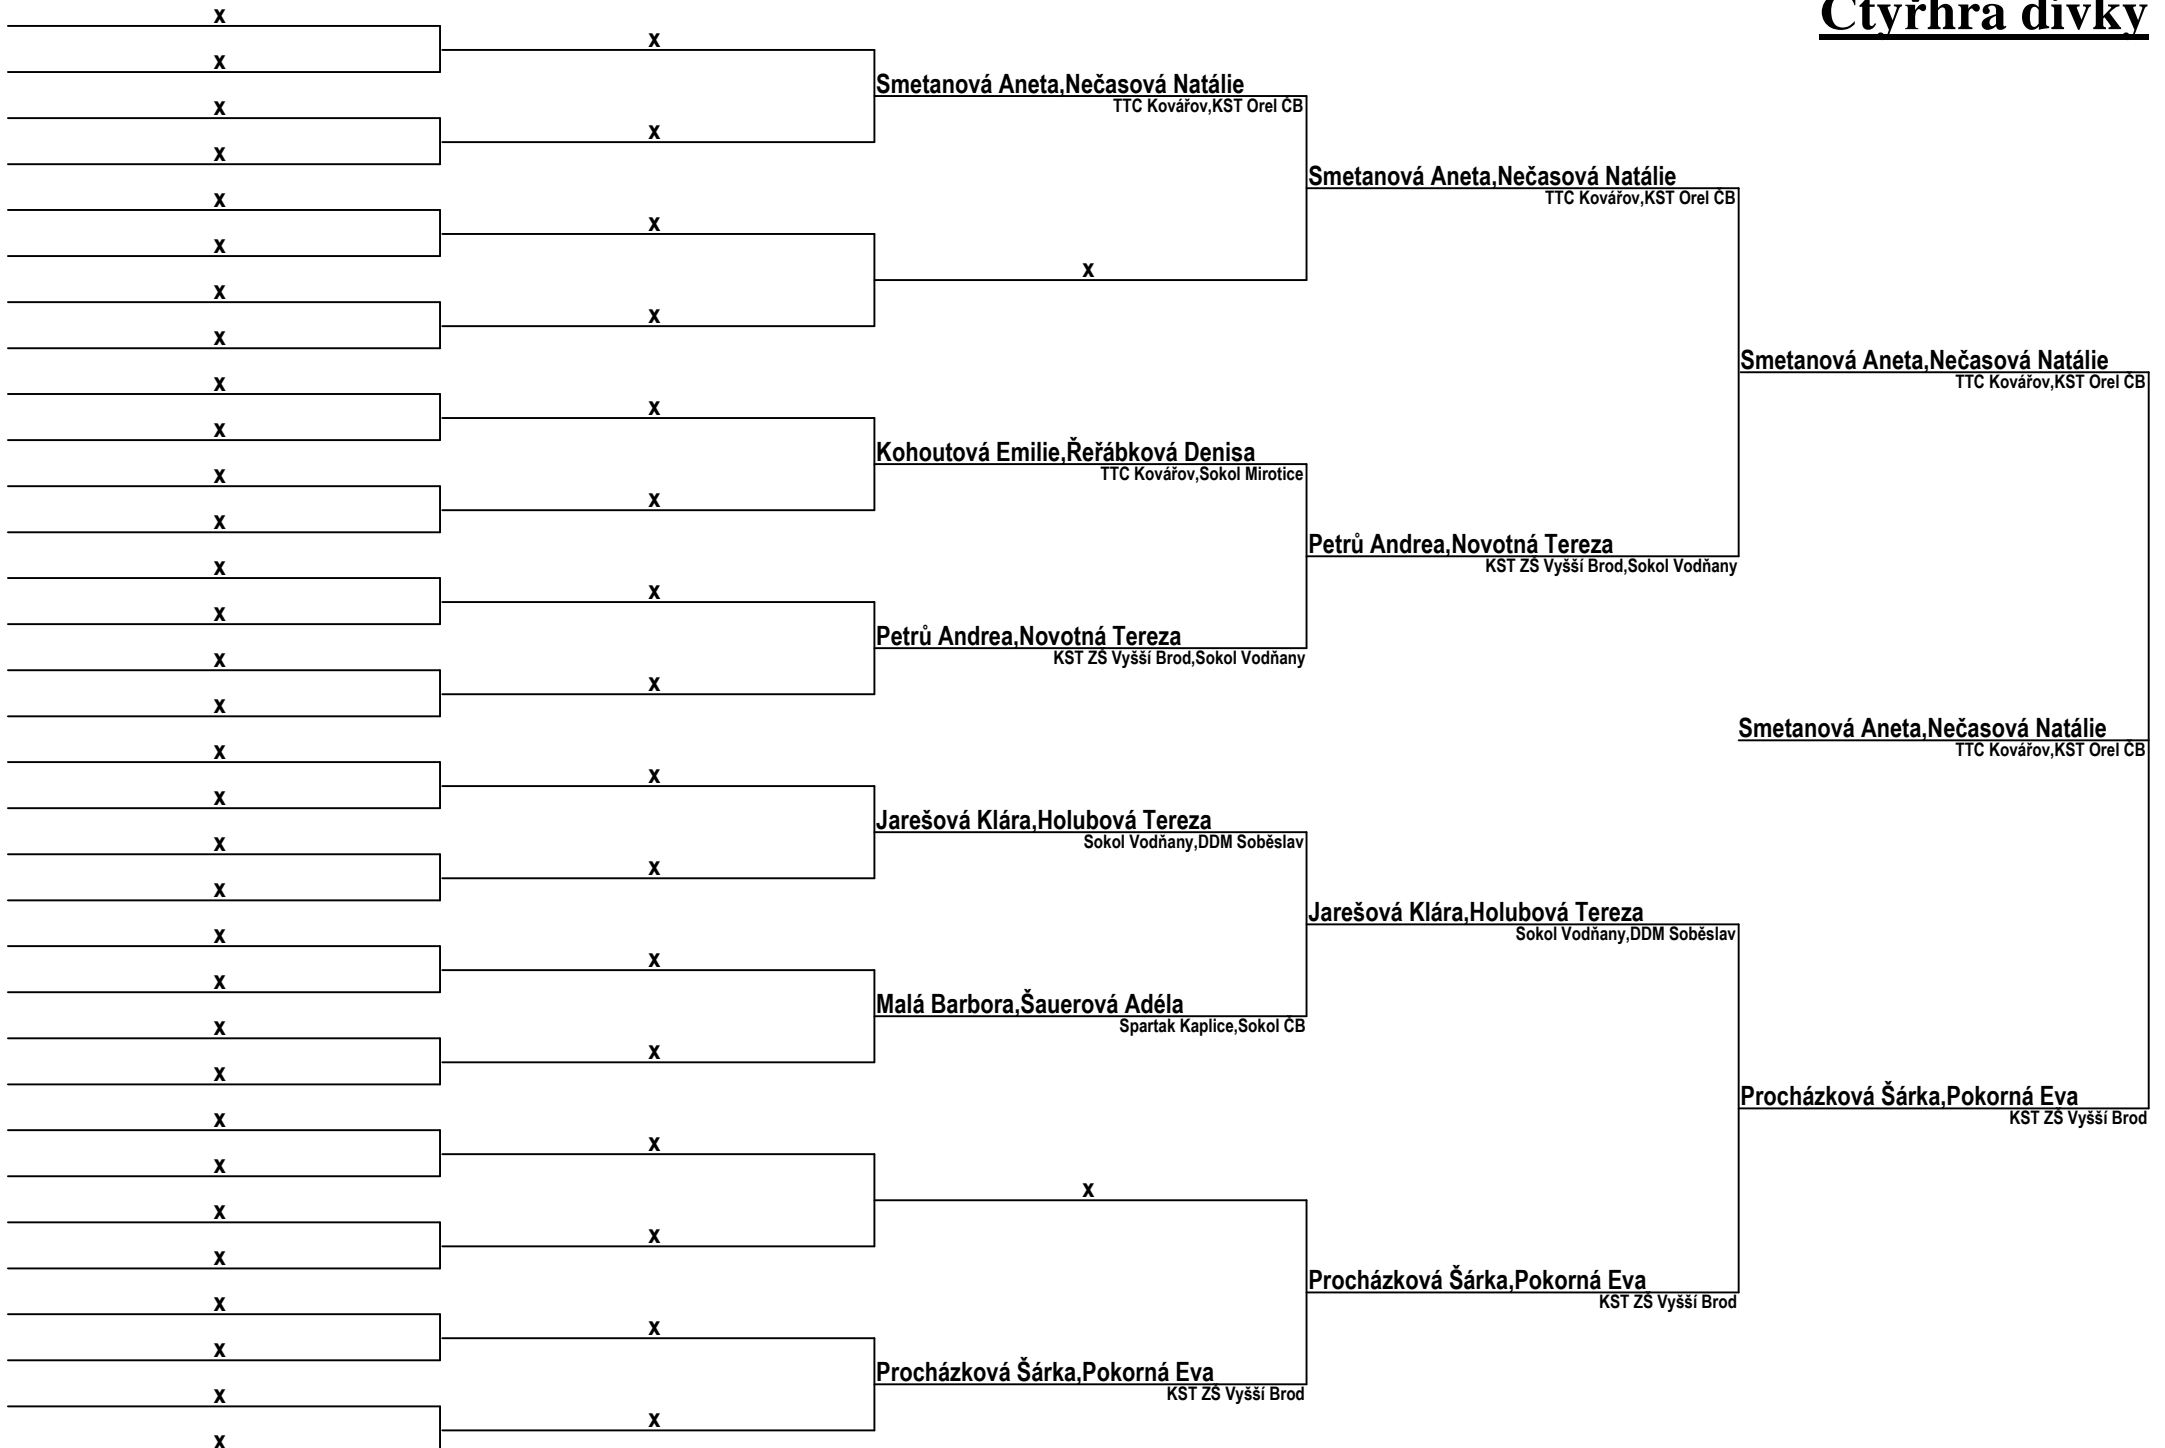 Čtyřhra dívky
x
x
x
Smetanová Aneta,Nečasová Natálie
TTC Kovářov,KST Orel ČB
x
x
x
Smetanová Aneta,Nečasová Natálie
TTC Kovářov,KST Orel ČB
x
x
x
x
x
x
x
Smetanová Aneta,Nečasová Natálie
TTC Kovářov,KST Orel ČB
x
x
x
Kohoutová Emilie,Řeřábková Denisa
TTC Kovářov,Sokol Mirotice
x
x
x
Petrů Andrea,Novotná Tereza
KST ZŠ Vyšší Brod,Sokol Vodňany
x
x
x
Petrů Andrea,Novotná Tereza
KST ZŠ Vyšší Brod,Sokol Vodňany
x
x
x
Smetanová Aneta,Nečasová Natálie
TTC Kovářov,KST Orel ČB
x
x
x
Jarešová Klára,Holubová Tereza
Sokol Vodňany,DDM Soběslav
x
x
x
Jarešová Klára,Holubová Tereza
Sokol Vodňany,DDM Soběslav
x
x
x
Malá Barbora,Šauerová Adéla
Spartak Kaplice,Sokol ČB
x
x
x
Procházková Šárka,Pokorná Eva
KST ZŠ Vyšší Brod
x
x
x
x
x
x
x
Procházková Šárka,Pokorná Eva
KST ZŠ Vyšší Brod
x
x
x
Procházková Šárka,Pokorná Eva
KST ZŠ Vyšší Brod
x
x
x